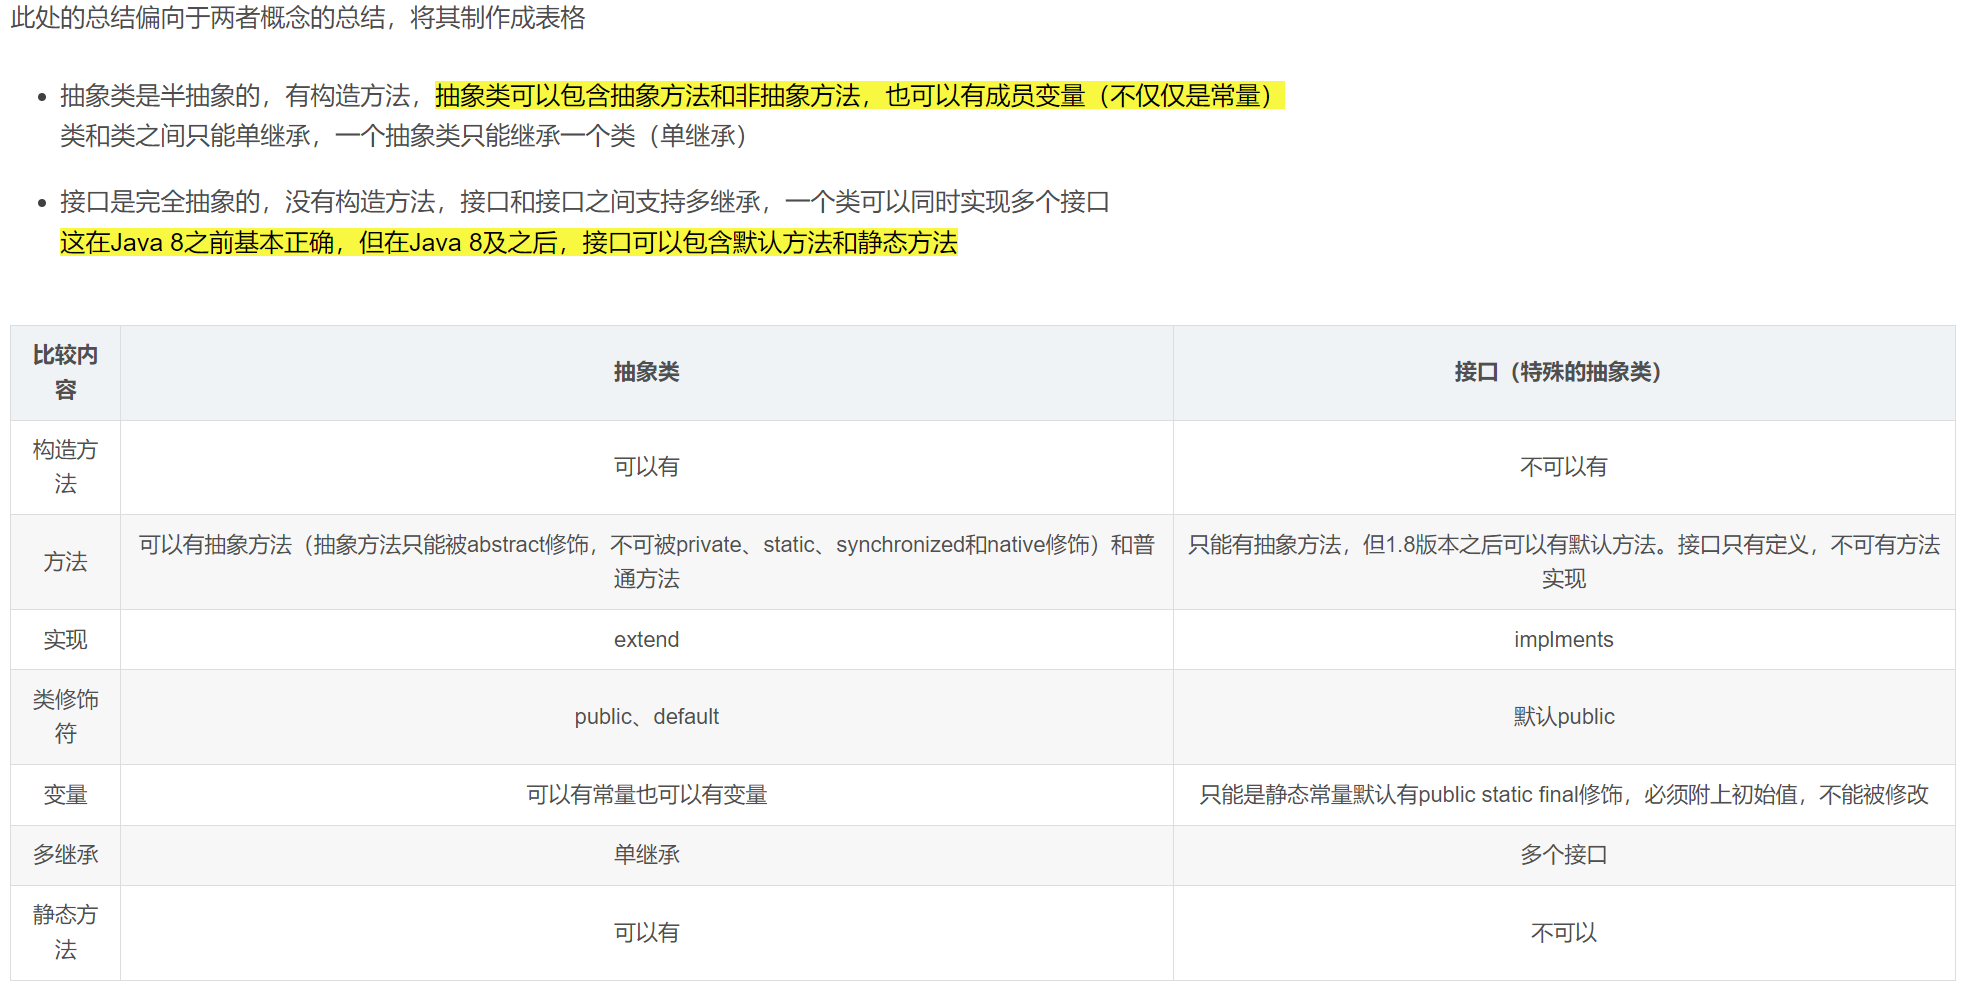 此处的总结偏向于两者概念的总结，将其制作成表格
抽象类是半抽象的，有构造方法，抽象类可以包含抽象方法和非抽象方法，也可以有成员变量（不仅仅是常量）
类和类之间只能单继承，一个抽象类只能继承一个类（单继承）
接口是完全抽象的，没有构造方法，接口和接口之间支持多继承，一个类可以同时实现多个接口
这在Java 8之前基本正确，但在Java 8及之后，接口可以包含默认方法和静态方法
比较内
容
抽象类
接口（特殊的抽象类）
构造方
法
可以有
不可以有
方法
可以有抽象方法（抽象方法只能被abstract修饰，不可被private、static、synchronized和native修饰）和普
通方法
只能有抽象方法，但1.8版本之后可以有默认方法。接口只有定义，不可有方法
实现
实现
extend
implments
类修饰
符
public、default
默认public
变量
可以有常量也可以有变量
只能是静态常量默认有public static final修饰，必须附上初始值，不能被修改
多继承
单继承
多个接口
静态方
法
可以有
不可以